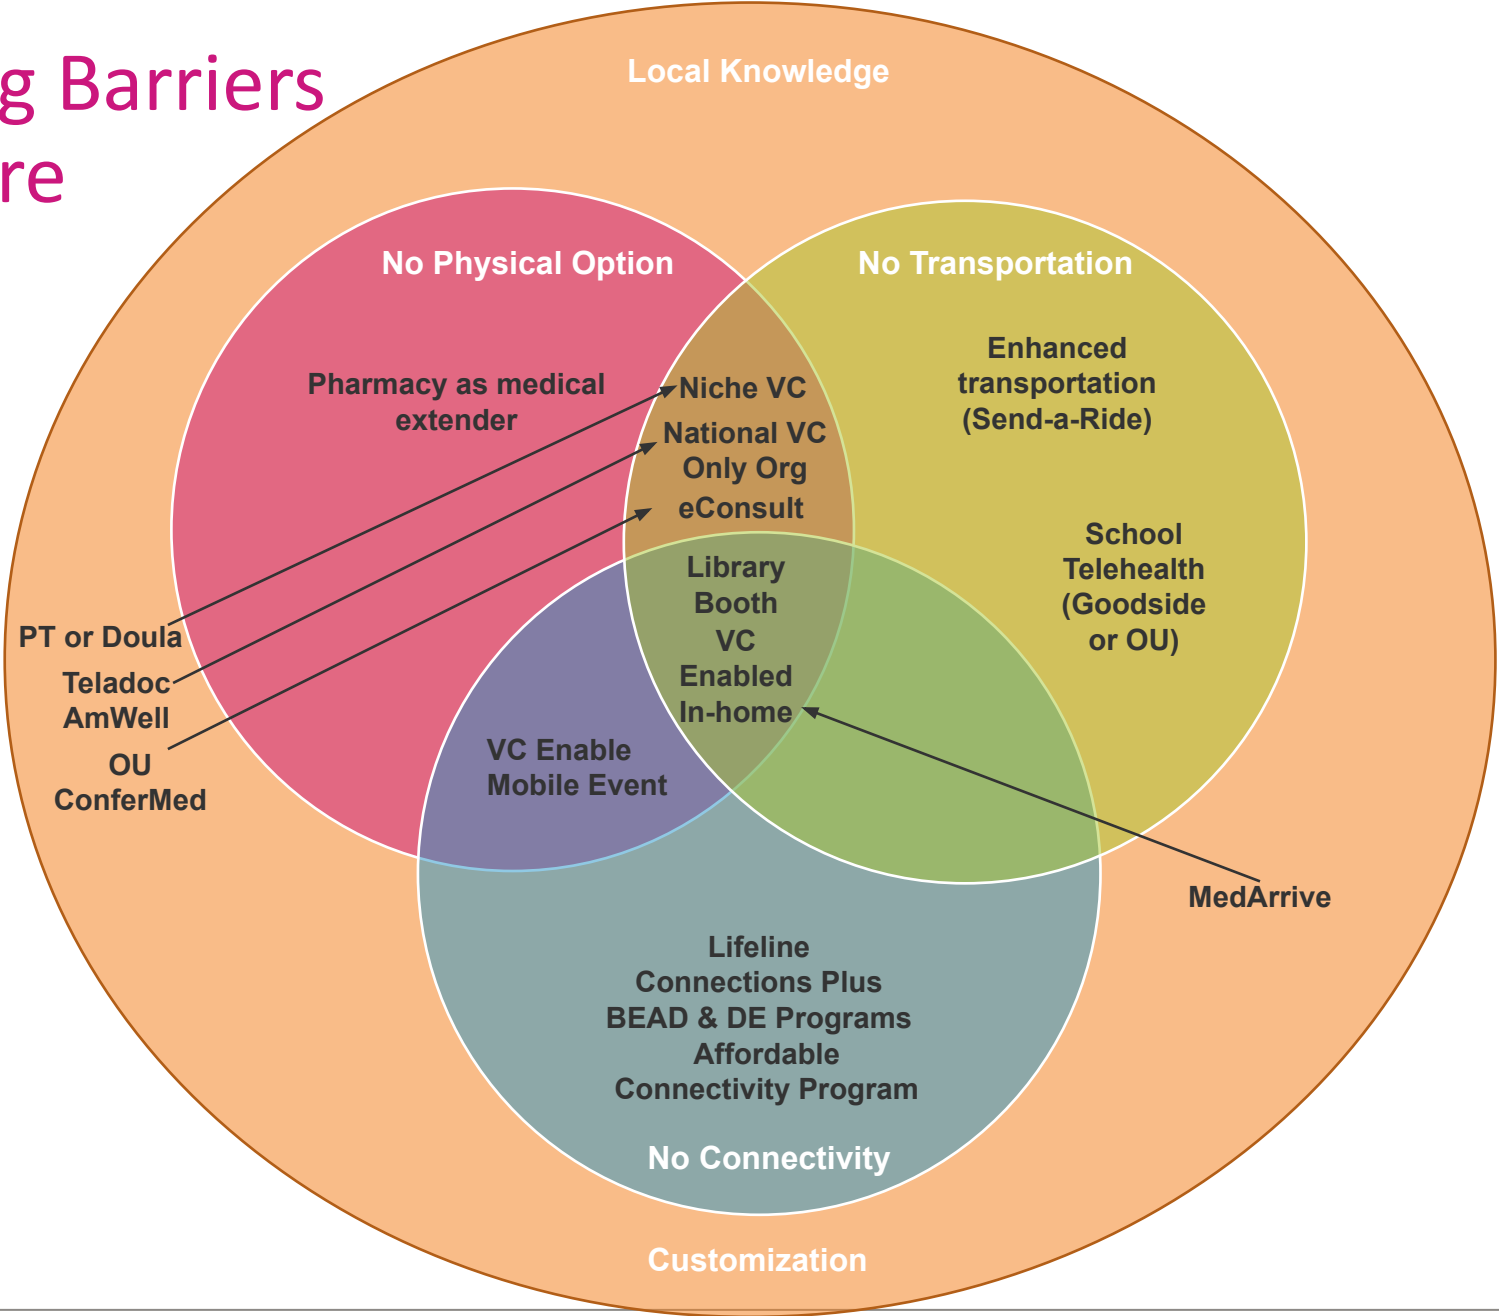 g Barriers
re
Local Knowledge
No Physical Option
No Transportation
Pharmacy as medical
extender
Niche VC
National VC
Only Org
eConsult
Enhanced
transportation
(Send-a-Ride)
School
Telehealth
(Goodside
or OU)
Library
Booth
VC
Enabled
In-home
PT or Doula
Teladoc
AmWell
OU
ConferMed
VC Enable
Mobile Event
MedArrive
Lifeline
Connections Plus
BEAD & DE Programs
Affordable
Connectivity Program
No Connectivity
Customization